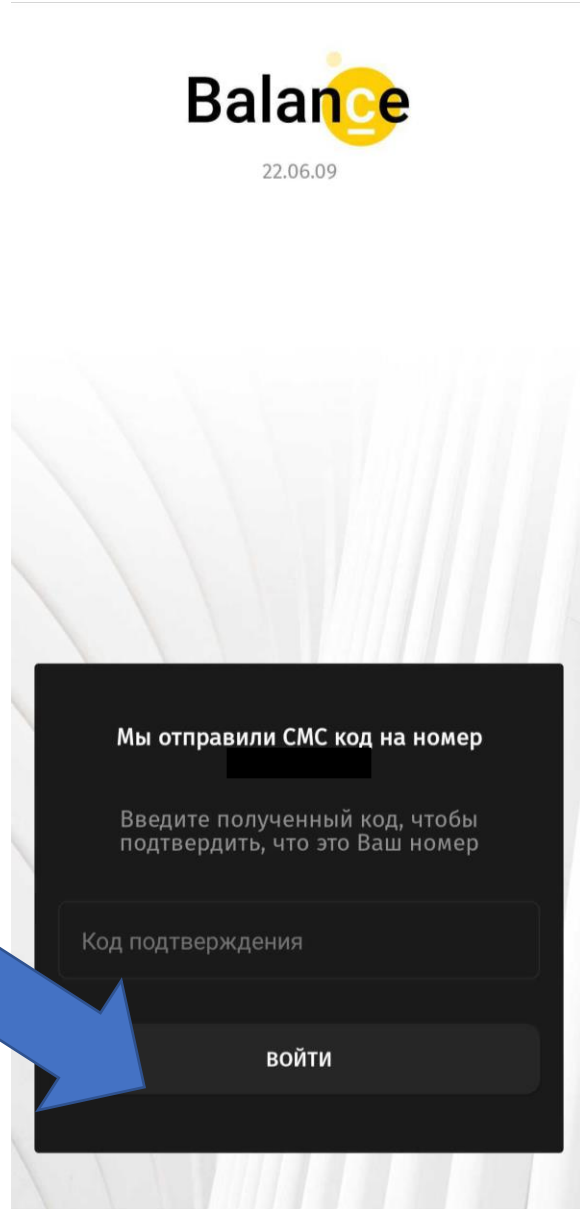 Balance
22.06.09
Мы отправили СМС код на номер
Введите полученный код, чтобы
подтвердить, что это Ваш номер
Код подтверждения
ВОЙТИ